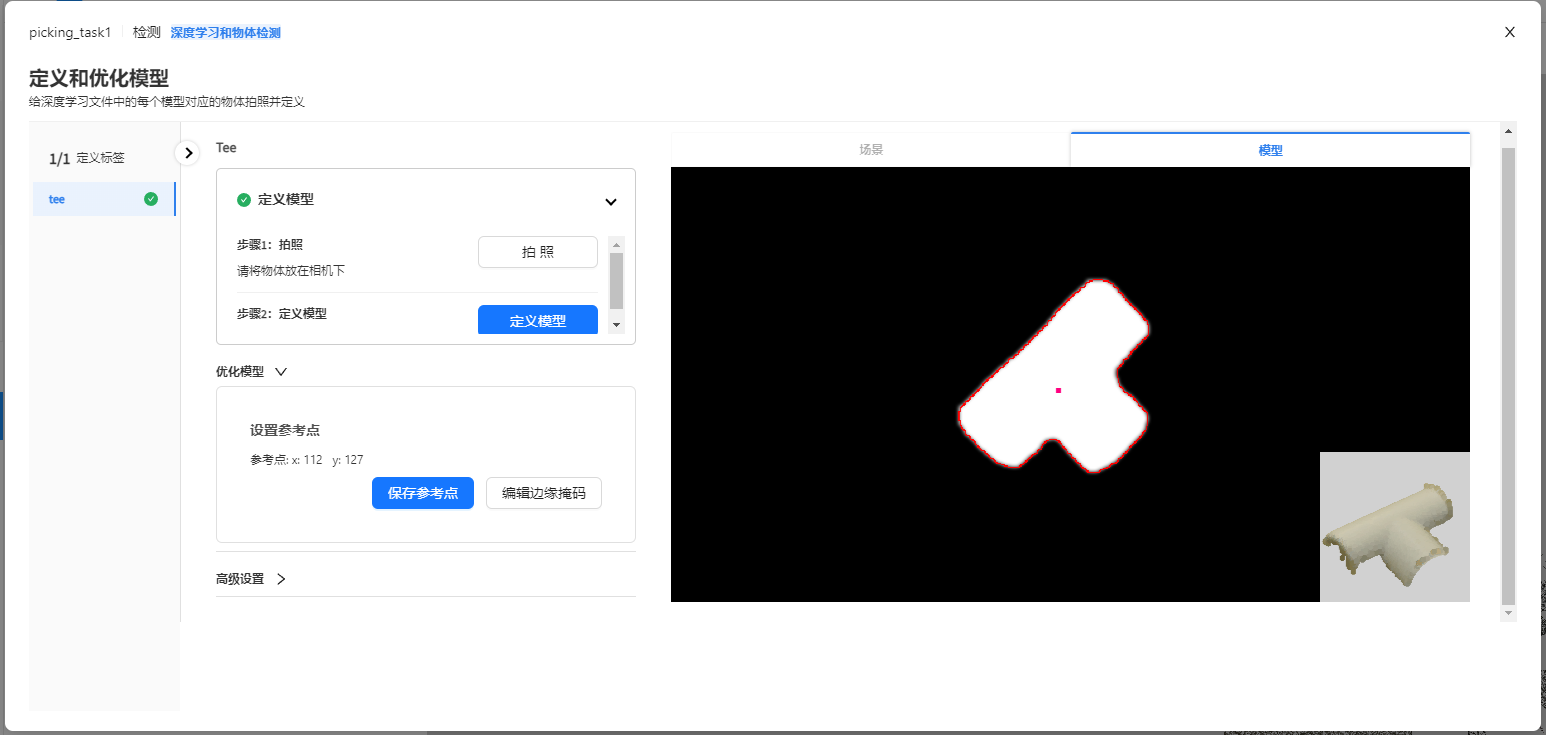 picking_task1 检测 深度学习和物体检测 X
定义和优化模型
给深度学习文件中的每个模型对应的物体拍照并定义
1/1 定义标签
tee
Tee
定义模型
步骤1：拍照
请将物体放在相机下
拍 照
步骤2：定义模型
定义模型
优化模型
设置参考点
参考点: x: 112 y: 127
保存参考点 编辑边缘掩码
高级设置
场景 模型